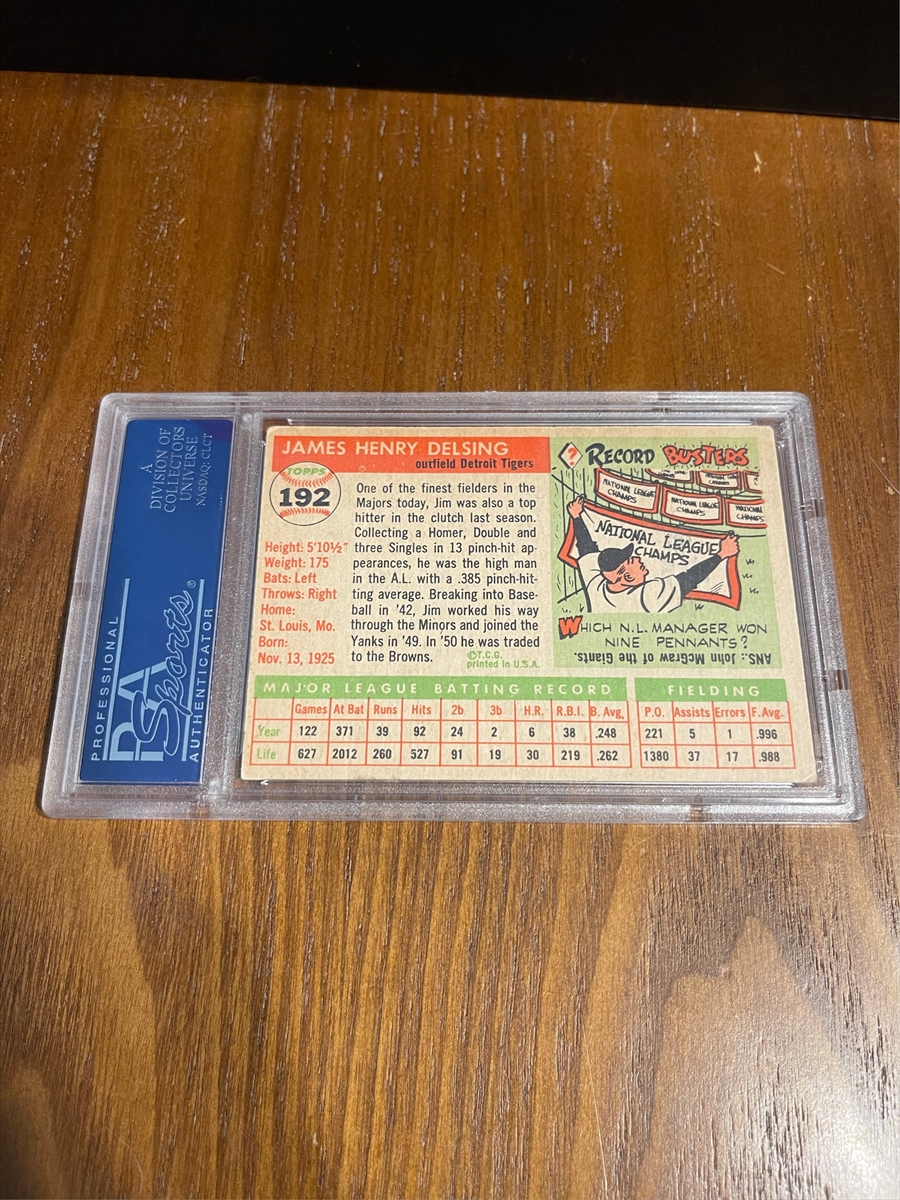 A
DIVISION OF
COLLECTORS
UNIVERSE
NASDAQ: CLCT
PROFESSIONAL
PSA
Sports®
AUTHENTICATOR
JAMES HENRY DELSING
outfield Detroit Tigers
TOPPS
192
Height: 5'10½"
Weight: 175
Bats: Left
Throws: Right
Home:
St. Louis, Mo.
Born:
Nov. 13, 1925
One of the finest fielders in the
Majors today, Jim was also a top
hitter in the clutch last season.
Collecting a Homer, Double and
three Singles in 13 pinch-hit ap-
pearances, he was the high man
in the A.L. with a .385 pinch-hit-
ting average. Breaking into Base-
ball in '42, Jim worked his way
through the Minors and joined the
Yanks in '49. In '50 he was traded
to the Browns.
©T.C.G.
printed in U.S.A.
? RECORD BUSTERS
NATIONAL LEAGUE
CHAMPS
NATIONAL LEAGUE
CHAMPS
NATIONAL
CHAMPS
NATIONAL LEAGUE
CHAMPS
WHICH N.L. MANAGER WON
NINE PENNANTS?
ANS.: John McGraw of the Giants.
MAJOR LEAGUE BATTING RECORD FIELDING
Games At Bat Runs Hits 2b 3b H.R. R.B.I. B. Avg. P.O. Assists Errors F. Avg.
Year 122 371 39 92 24 2 6 38 .248 221 5 1 .996
Life 627 2012 260 527 91 19 30 219 .262 1380 37 17 .988